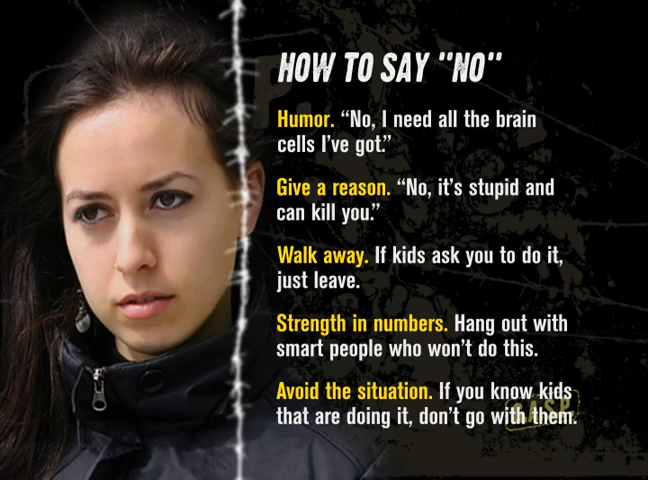 HOW TO SAY "NO"
Humor. “No, I need all the brain
cells I’ve got.”
Give a reason. “No, it’s stupid and
can kill you.”
Walk away. If kids ask you to do it,
just leave.
Strength in numbers. Hang out with
smart people who won’t do this.
Avoid the situation. If you know kids
that are doing it, don’t go with them.